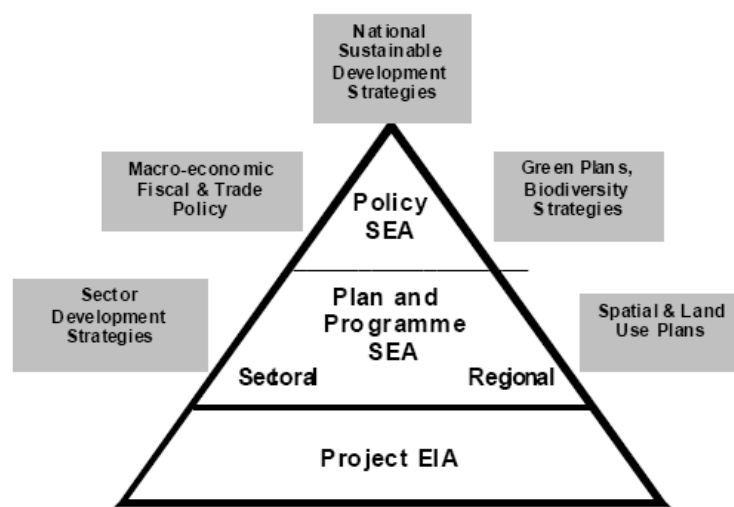 National
Sustainable
Development
Strategies
Macro-economic
Fiscal & Trade
Policy
Green Plans,
Biodiversity
Strategies
Policy
SEA
Sector
Development
Strategies
Plan and
Programme
SEA
Spatial & Land
Use Plans
Sectoral
Regional
Project EIA